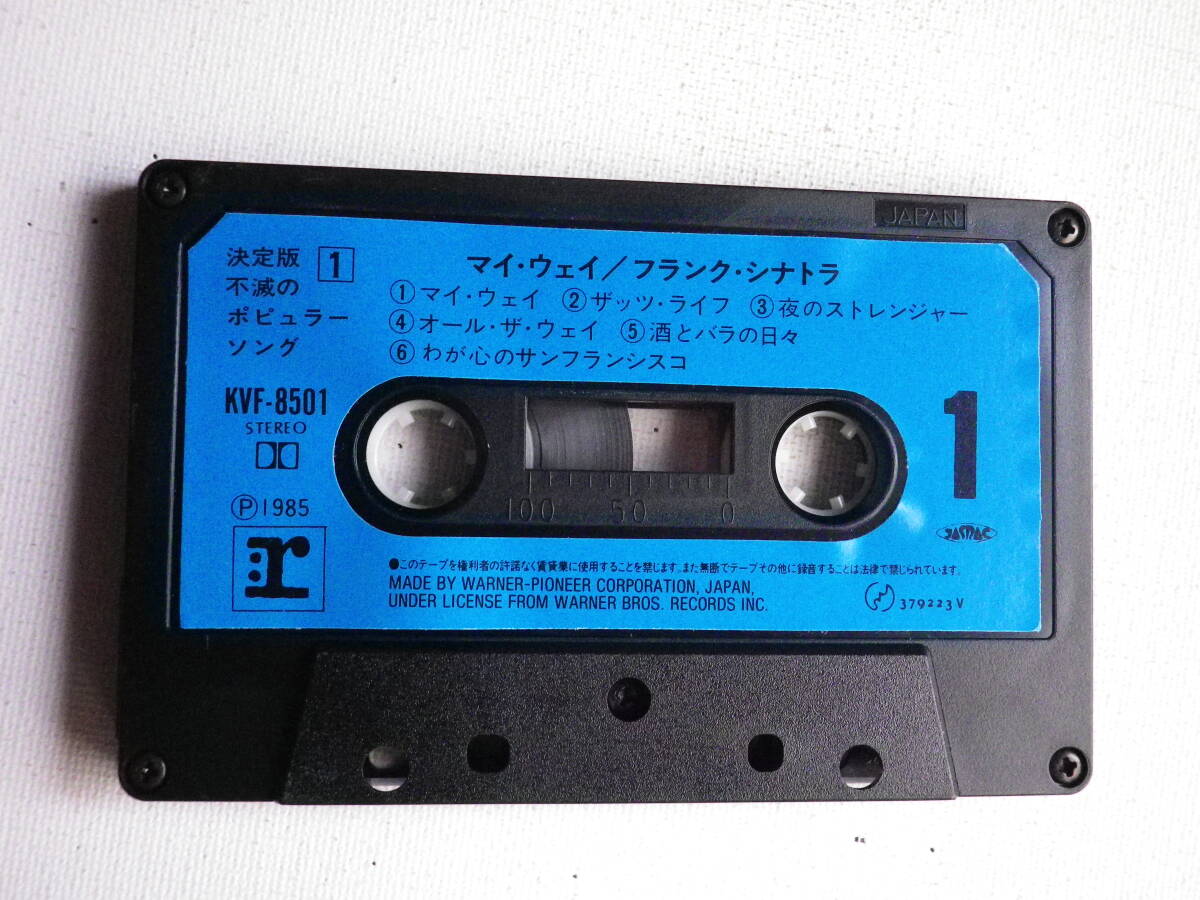 JAPAN
決定版 1
不滅の
ポピュラー
ソング
マイ・ウェイ／フランク・シナトラ
①マイ・ウェイ ②ザッツ・ライフ ③夜のストレンジャー
④オール・ザ・ウェイ ⑤酒とバラの日々
⑥わが心のサンフランシスコ
KVF-8501
STEREO
Ⓟ1985
r
1
100 50 0
JASRAC
●このテープを権利者の許諾なく賃貸業に使用することを禁じます。また無断でテープその他に録音することは法律で禁じられています。
MADE BY WARNER-PIONEER CORPORATION, JAPAN,
UNDER LICENSE FROM WARNER BROS. RECORDS INC.
379223V